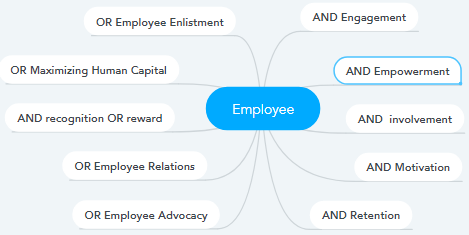 OR Employee Enlistment
AND Engagement
OR Maximizing Human Capital
AND Empowerment
Employee
AND recognition OR reward
AND involvement
OR Employee Relations
AND Motivation
OR Employee Advocacy
AND Retention